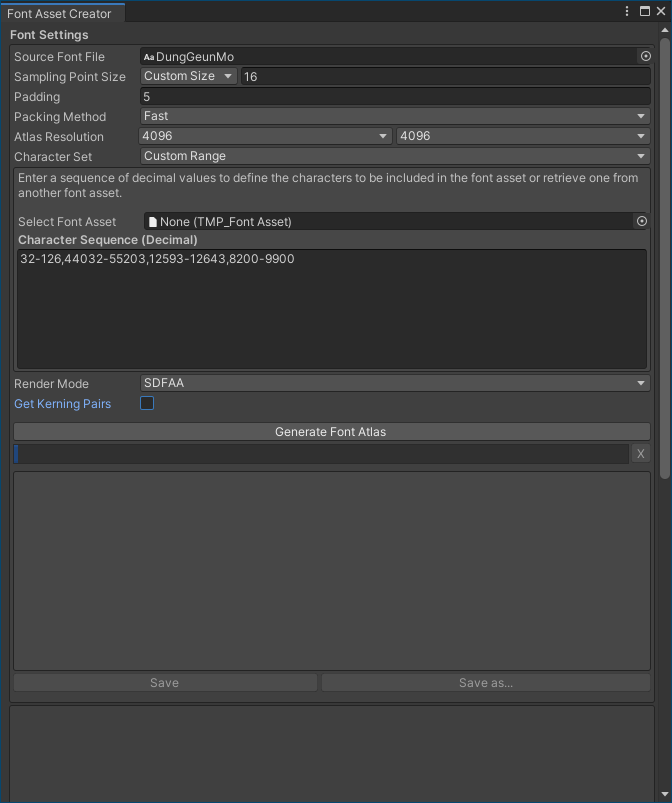 Font Asset Creator
Font Settings
Source Font File Aa DungGeunMo
Sampling Point Size Custom Size 16
Padding 5
Packing Method Fast
Atlas Resolution 4096 4096
Character Set Custom Range
Enter a sequence of decimal values to define the characters to be included in the font asset or retrieve one from
another font asset.
Select Font Asset None (TMP_Font Asset)
Character Sequence (Decimal)
32-126,44032-55203,12593-12643,8200-9900
Render Mode SDFAA
Get Kerning Pairs
Generate Font Atlas
X
Save Save as...